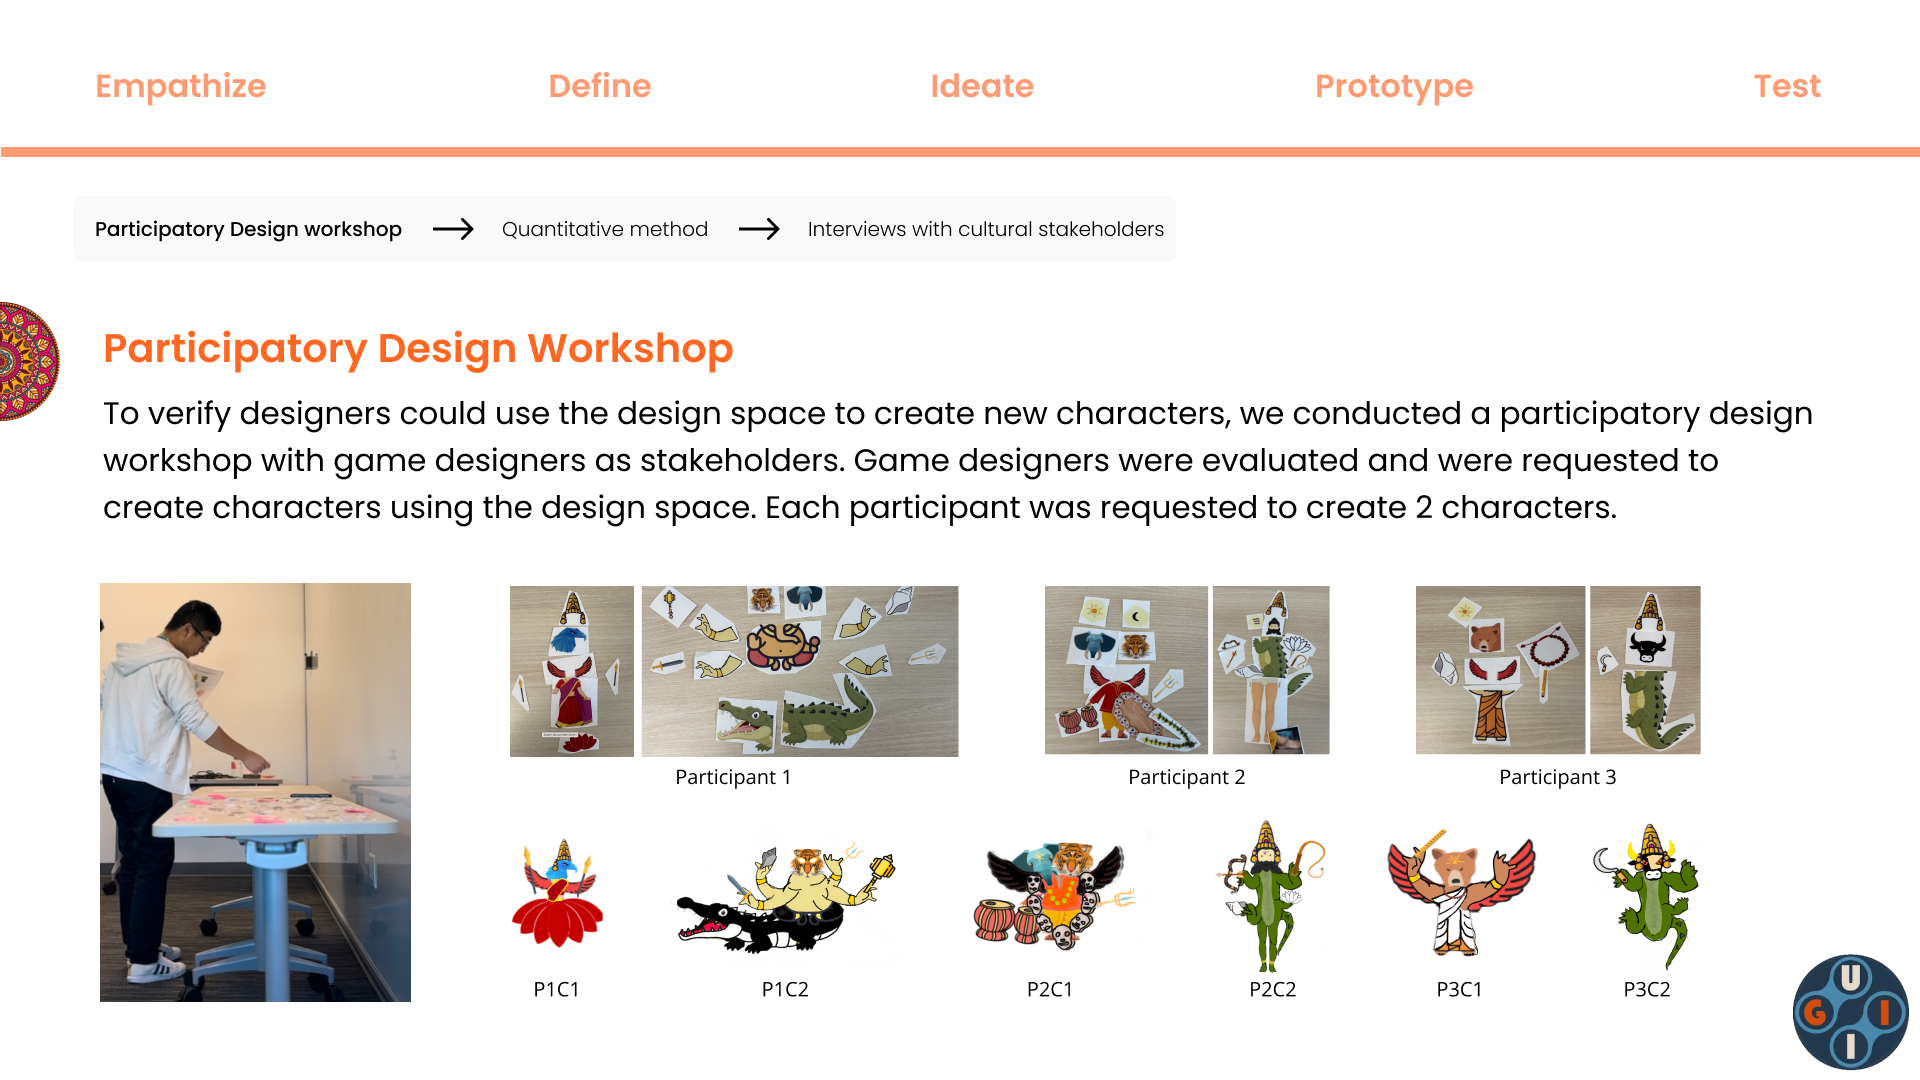 Empathize Define Ideate Prototype Test
Participatory Design workshop Quantitative method Interviews with cultural stakeholders
Participatory Design Workshop
To verify designers could use the design space to create new characters, we conducted a participatory design
workshop with game designers as stakeholders. Game designers were evaluated and were requested to
create characters using the design space. Each participant was requested to create 2 characters.
Participant 1 Participant 2 Participant 3
P1C1 P1C2 P2C1 P2C2 P3C1 P3C2
U
G I
I